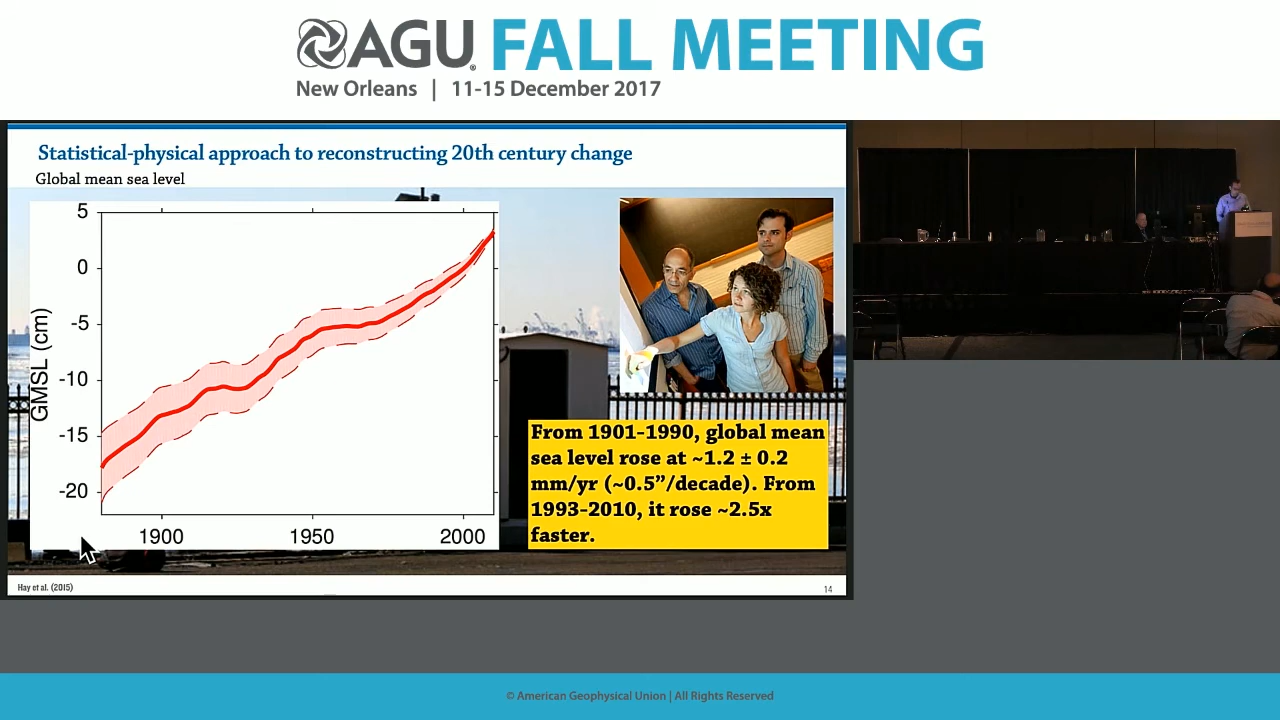 AGU FALL MEETING
New Orleans | 11-15 December 2017
Statistical-physical approach to reconstructing 20th century change
Global mean sea level
GMSL (cm)
5
0
-5
-10
-15
-20
1900 1950 2000
From 1901–1990, global mean
sea level rose at ~1.2 ± 0.2
mm/yr (~0.5”/decade). From
1993–2010, it rose ~2.5x
faster.
Hay et al. (2015)
14
© American Geophysical Union | All Rights Reserved